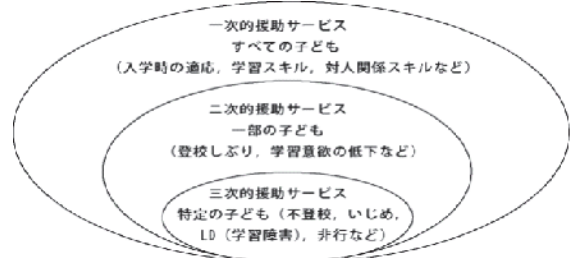 一次的援助サービス
すべての子ども
（入学時の適応，学習スキル，対人関係スキルなど）
二次的援助サービス
一部の子ども
（登校しぶり，学習意欲の低下など）
三次的援助サービス
特定の子ども（不登校，いじめ，
LD（学習障害），非行など）